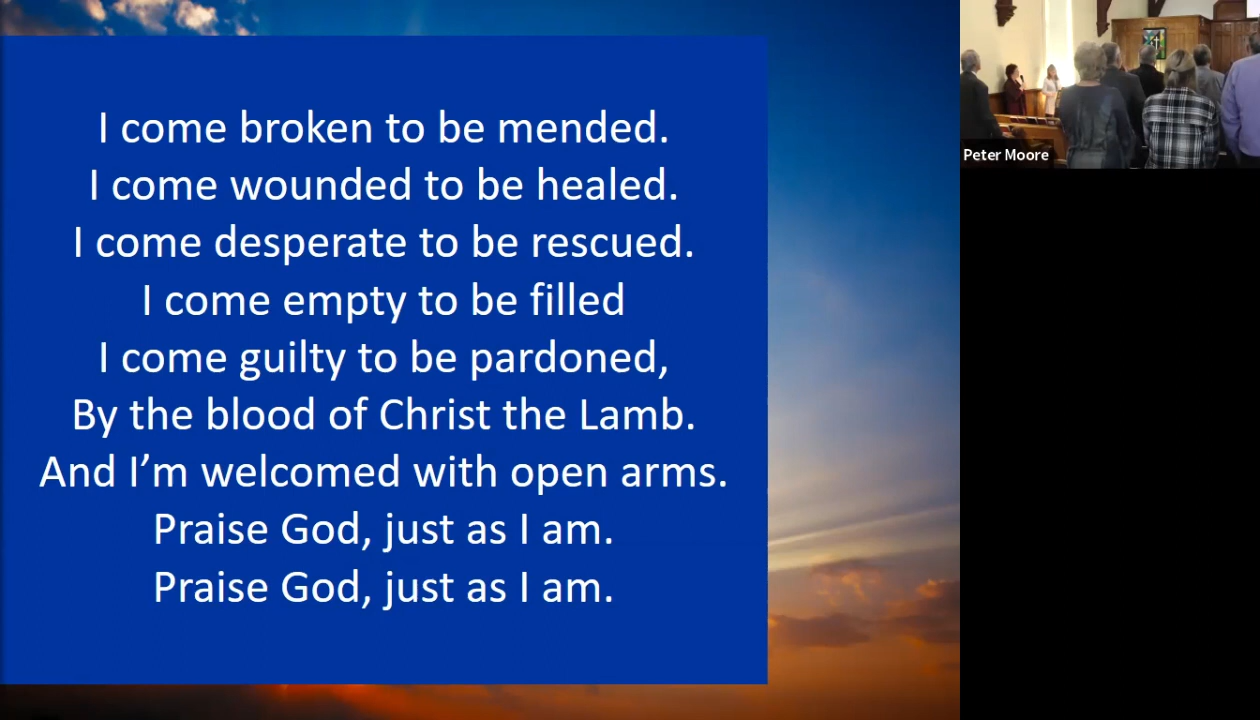 I come broken to be mended.
I come wounded to be healed.
I come desperate to be rescued.
I come empty to be filled
I come guilty to be pardoned,
By the blood of Christ the Lamb.
And I’m welcomed with open arms.
Praise God, just as I am.
Praise God, just as I am.
Peter Moore